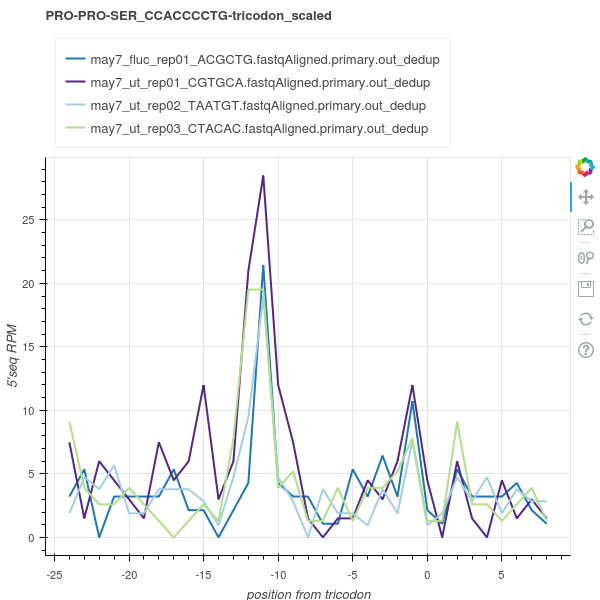 PRO-PRO-SER_CCACCCCTG-tricodon_scaled
may7_fluc_rep01_ACGCTG.fastqAligned.primary.out_dedup
may7_ut_rep01_CGTGCA.fastqAligned.primary.out_dedup
may7_ut_rep02_TAATGT.fastqAligned.primary.out_dedup
may7_ut_rep03_CTACAC.fastqAligned.primary.out_dedup
25
20
15
10
5
0
5'seq RPM
-25 -20 -15 -10 -5 0 5
position from tricodon